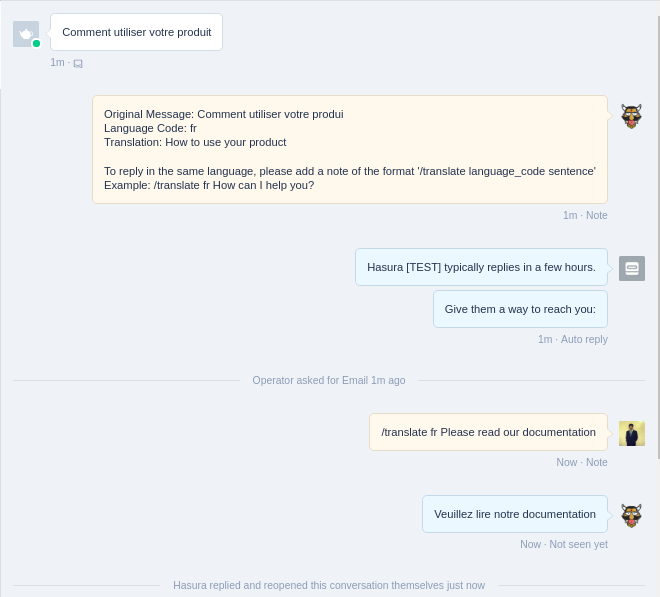 Comment utiliser votre produit
1m ·
Original Message: Comment utiliser votre produi
Language Code: fr
Translation: How to use your product
To reply in the same language, please add a note of the format '/translate language_code sentence'
Example: /translate fr How can I help you?
1m · Note
Hasura [TEST] typically replies in a few hours.
Give them a way to reach you:
1m · Auto reply
Operator asked for Email 1m ago
/translate fr Please read our documentation
Now · Note
Veuillez lire notre documentation
Now · Not seen yet
Hasura replied and reopened this conversation themselves just now